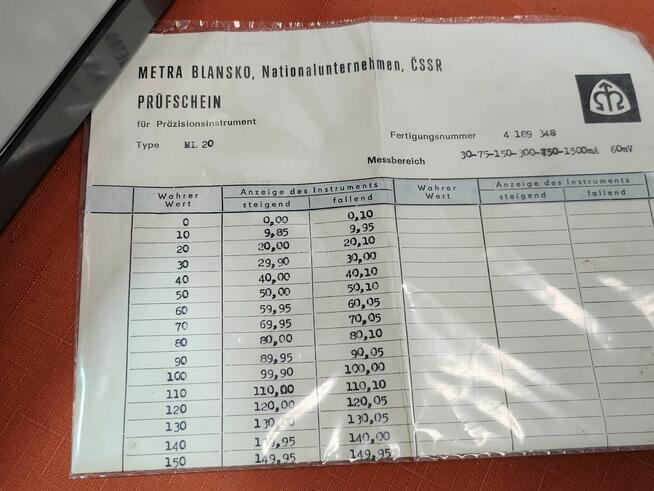 METRA BLANSKO, Nationalunternehmen, ČSSR
PRÜFSCHEIN
für Präzisionsinstrument
Type ML 20
Fertigungsnummer 4 189 348
Messbereich 30-75-150-300-750-1500mA 60mV
Wahrer Wert Anzeige des Instruments steigend fallend Wahrer Wert Anzeige des Instruments steigend fallend
0 0,00 0,10
10 9,85 9,95
20 20,00 20,10
30 29,90 30,00
40 40,00 40,10
50 50,00 50,10
60 59,95 60,05
70 69,95 70,05
80 80,00 80,10
90 89,95 90,05
100 99,90 100,00
110 110,00 110,10
120 120,00 120,05
130 130,00 130,05
140 139,95 140,00
150 149,95 149,95